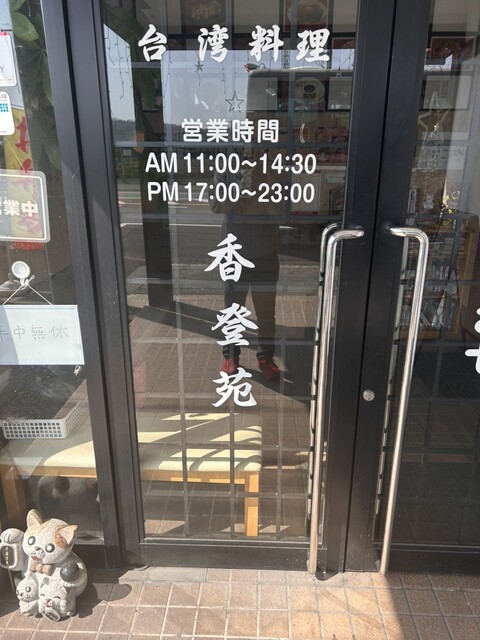 台湾料理
営業時間
AM 11:00~14:30
PM 17:00~23:00
香登苑
営業中
年中無休